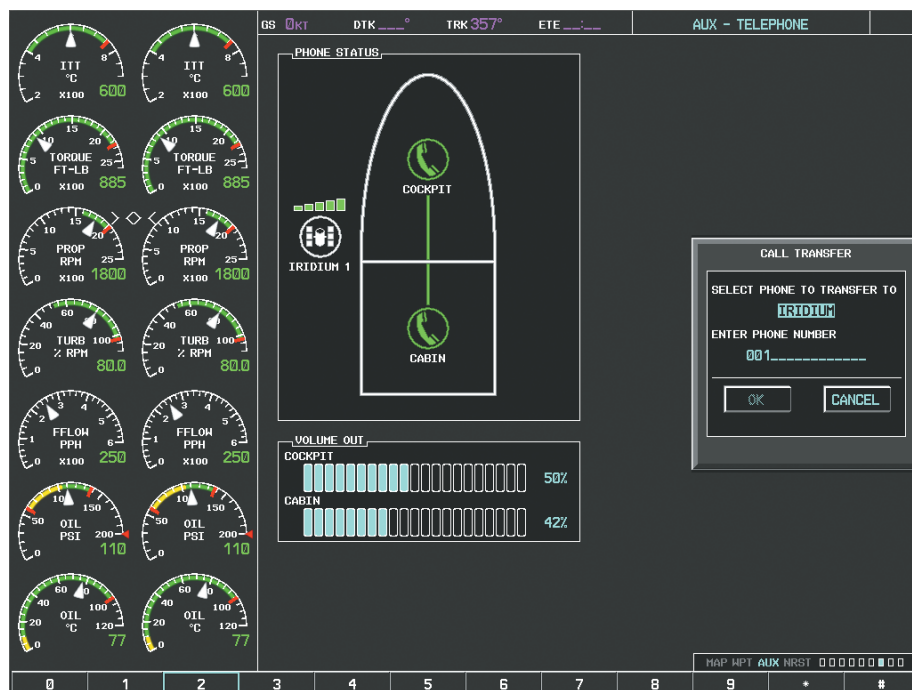 GS 0KT DTK ___° TRK 357° ETE __:__ AUX – TELEPHONE
2 4 8 ITT °C X100 600
2 4 8 ITT °C X100 600
0 5 10 15 20 25 TORQUE FT-LB X100 885
0 5 10 15 20 25 TORQUE FT-LB X100 885
0 5 10 15 20 25 PROP RPM X100 1800
0 5 10 15 20 25 PROP RPM X100 1800
0 20 40 60 100 TURB % RPM 80.0
0 20 40 60 100 TURB % RPM 80.0
0 1 2 3 4 5 6 FFLOW PPH X100 250
0 1 2 3 4 5 6 FFLOW PPH X100 250
0 50 150 200 OIL PSI 110
0 50 150 200 OIL PSI 110
0 20 40 60 100 120 OIL °C 77
0 20 40 60 100 120 OIL °C 77
PHONE STATUS
COCKPIT
IRIDIUM 1
CABIN
VOLUME OUT
COCKPIT
50%
CABIN
42%
CALL TRANSFER
SELECT PHONE TO TRANSFER TO
IRIDIUM
ENTER PHONE NUMBER
001____________
OK CANCEL
MAP WPT AUX NRST
0 1 2 3 4 5 6 7 8 9 * #